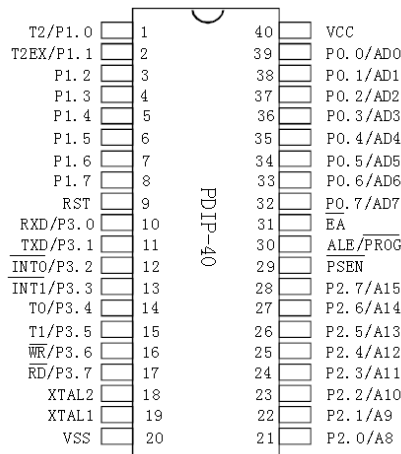 T2/P1.0 1 40 VCC
T2EX/P1.1 2 39 P0.0/AD0
P1.2 3 38 P0.1/AD1
P1.3 4 37 P0.2/AD2
P1.4 5 36 P0.3/AD3
P1.5 6 35 P0.4/AD4
P1.6 7 34 P0.5/AD5
P1.7 8 33 P0.6/AD6
RST 9 32 P0.7/AD7
RXD/P3.0 10 31 E̅A̅
TXD/P3.1 11 30 ALE/P̅R̅O̅G̅
I̅N̅T̅0̅/P3.2 12 29 P̅S̅E̅N̅
I̅N̅T̅1̅/P3.3 13 28 P2.7/A15
T0/P3.4 14 27 P2.6/A14
T1/P3.5 15 26 P2.5/A13
W̅R̅/P3.6 16 25 P2.4/A12
R̅D̅/P3.7 17 24 P2.3/A11
XTAL2 18 23 P2.2/A10
XTAL1 19 22 P2.1/A9
VSS 20 21 P2.0/A8
PDIP-40